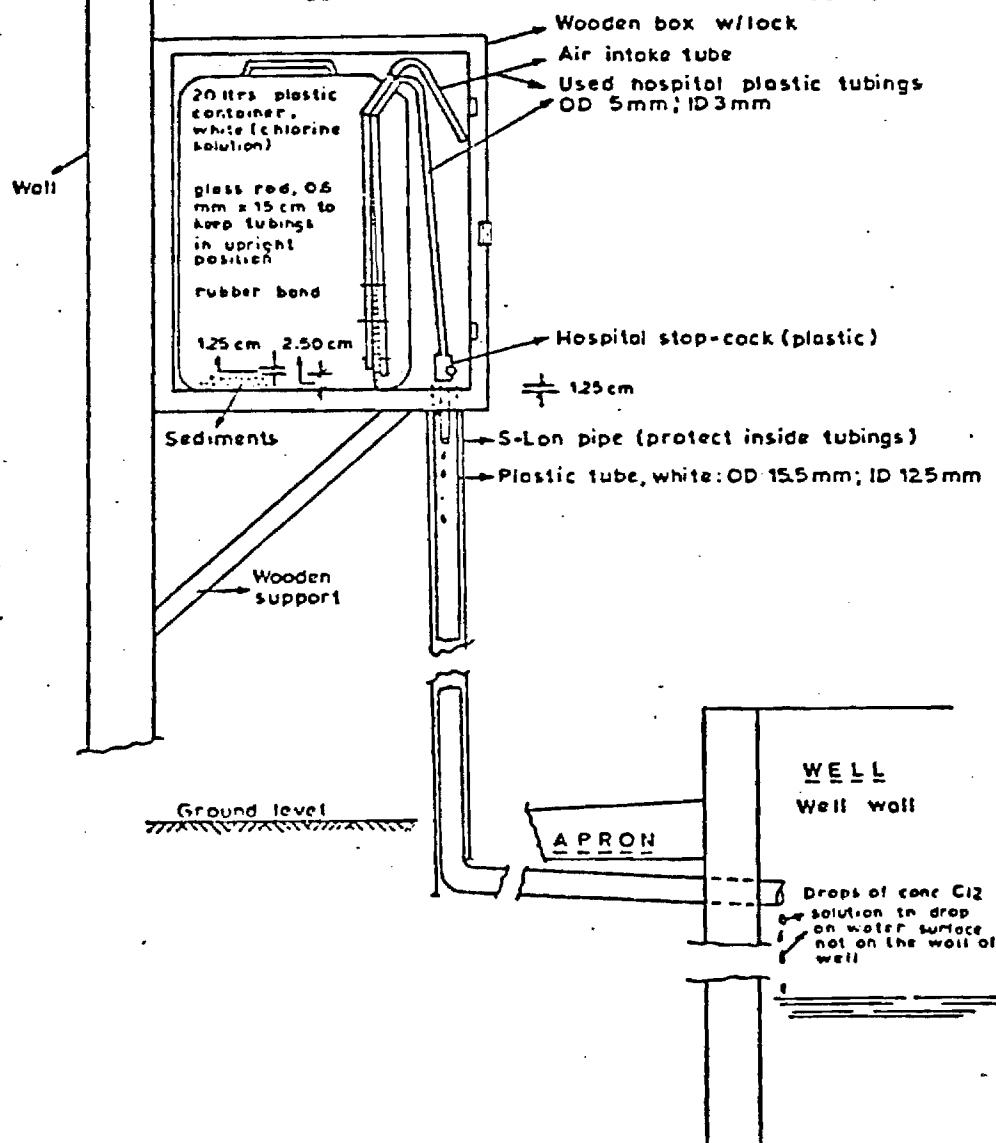 Wooden box w/lock
Air intake tube
Used hospital plastic tubings
OD 5mm; ID 3mm
20 ltrs plastic
container,
white (chlorine
solution)
Wall
glass rod, 0.6
mm x 15 cm to
keep tubings
in upright
position
rubber band
1.25 cm 2.50 cm
Hospital stop-cock (plastic)
1.25 cm
Sediments
S-Lon pipe (protect inside tubings)
Plastic tube, white: OD 15.5mm; ID 12.5mm
Wooden
support
WELL
Well wall
Ground level
APRON
Drops of conc Cl2
solution to drop
on water surface
not on the wall of
well